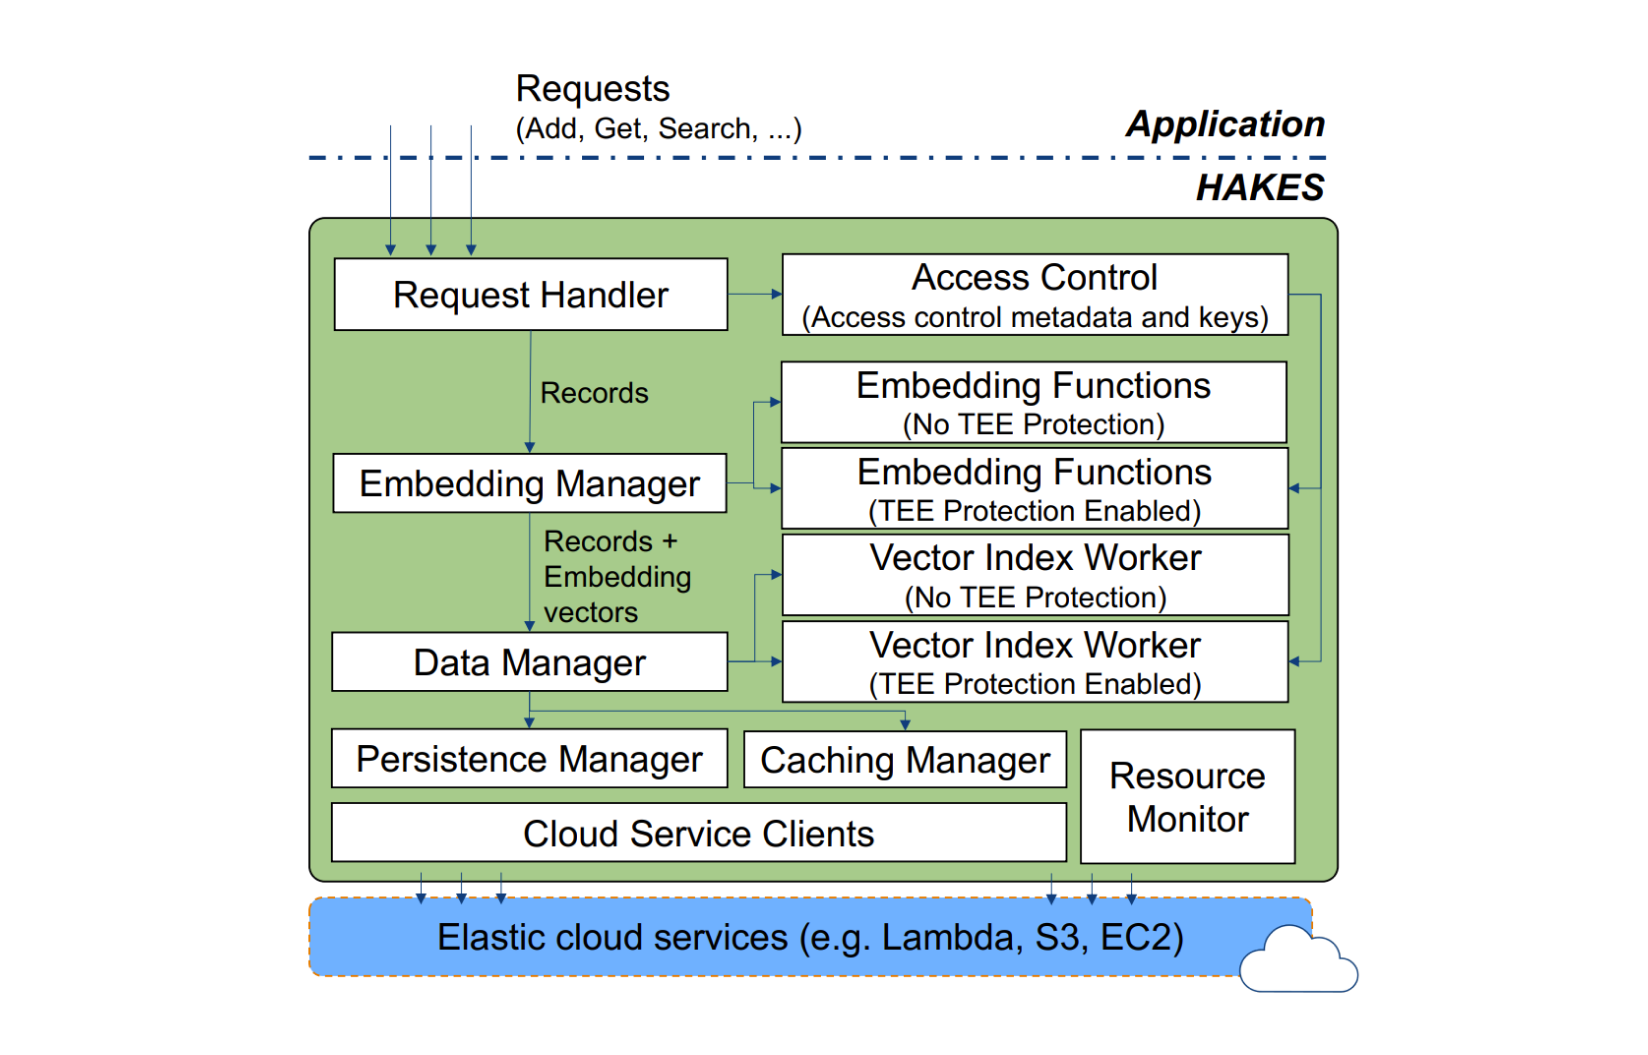 Requests
(Add, Get, Search, ...)
Application
HAKES
Request Handler
Access Control
(Access control metadata and keys)
Records
Embedding Functions
(No TEE Protection)
Embedding Manager
Embedding Functions
(TEE Protection Enabled)
Records +
Embedding
vectors
Vector Index Worker
(No TEE Protection)
Data Manager
Vector Index Worker
(TEE Protection Enabled)
Persistence Manager
Caching Manager
Resource
Monitor
Cloud Service Clients
Elastic cloud services (e.g. Lambda, S3, EC2)